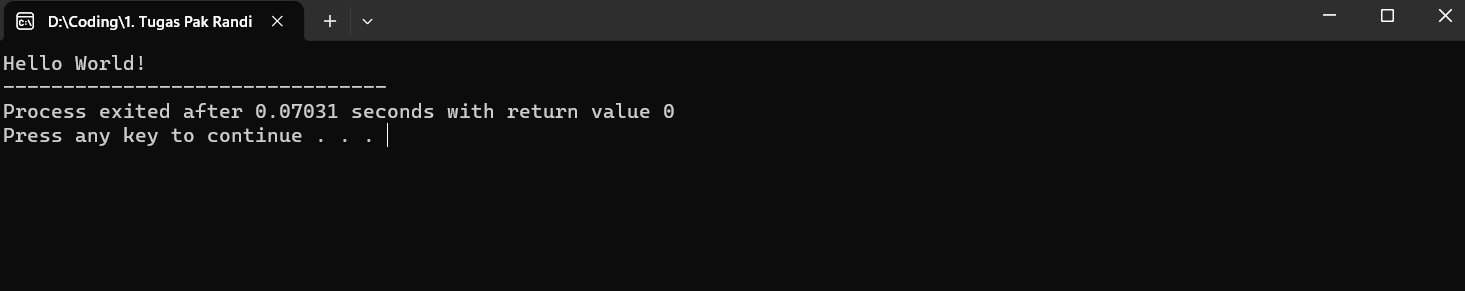 D:\Coding\1. Tugas Pak Randi
Hello World!
--------------------------------
Process exited after 0.07031 seconds with return value 0
Press any key to continue . . .